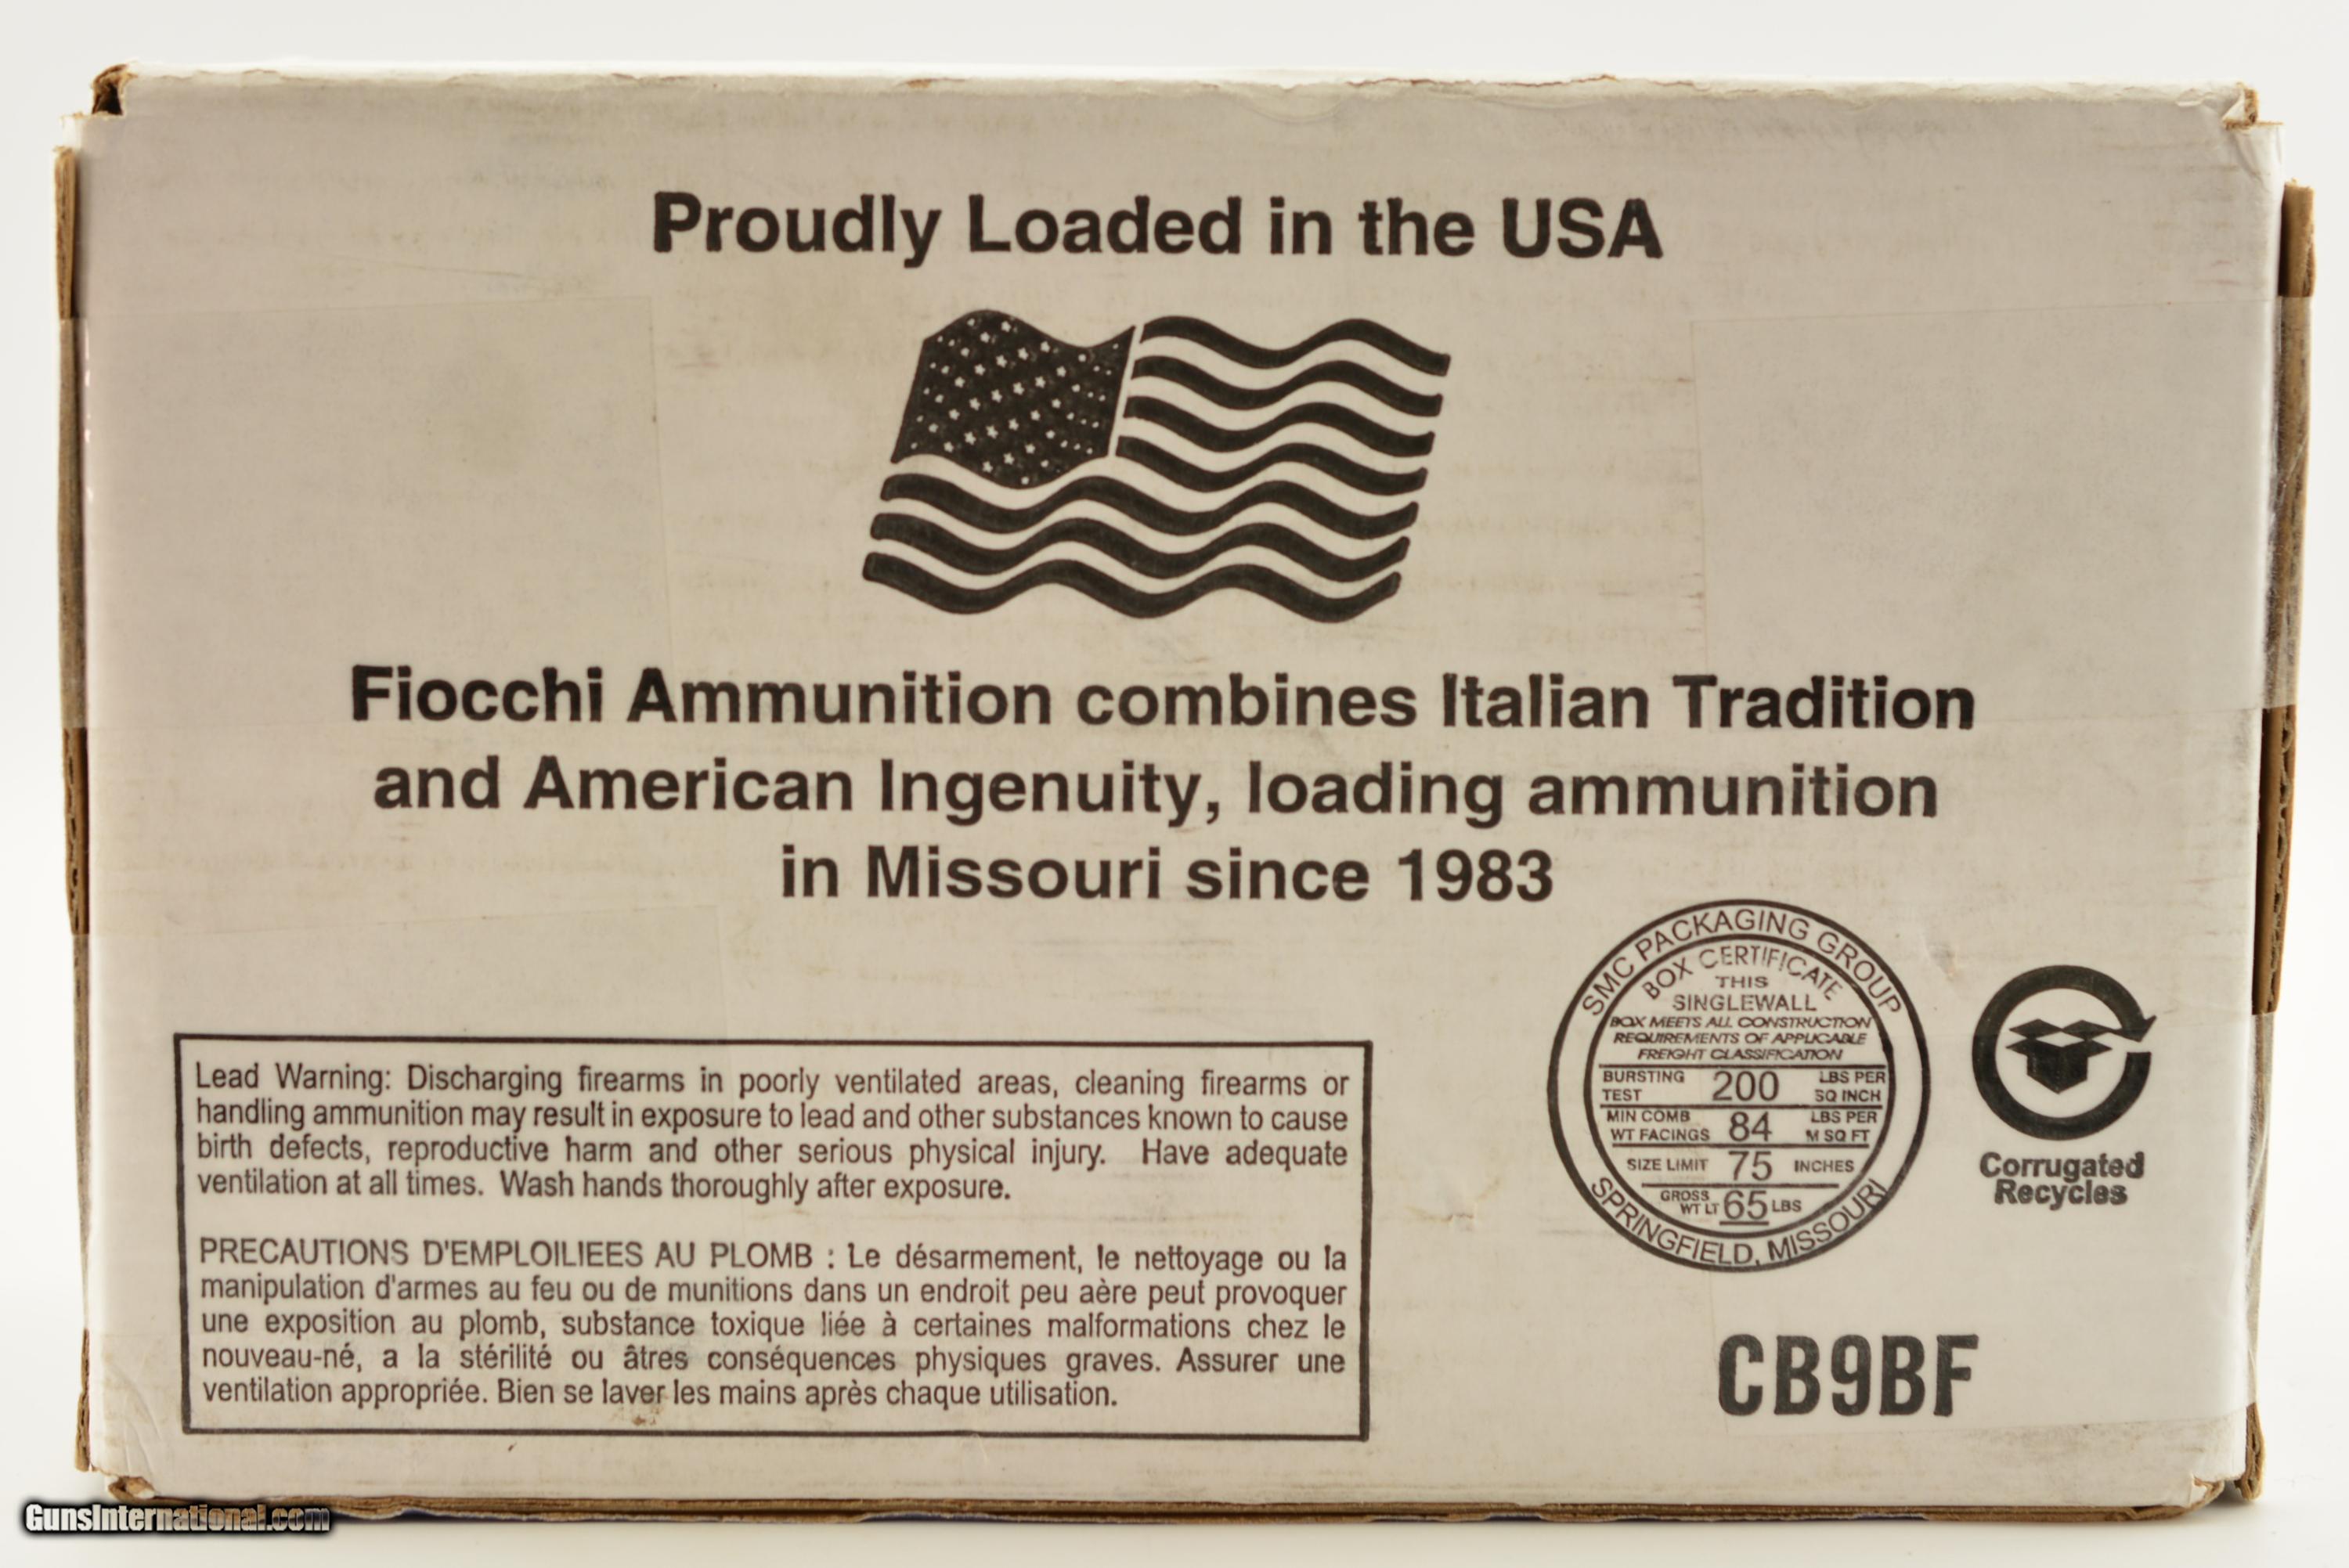 Proudly Loaded in the USA
Fiocchi Ammunition combines Italian Tradition
and American Ingenuity, loading ammunition
in Missouri since 1983
Lead Warning: Discharging firearms in poorly ventilated areas, cleaning firearms or
handling ammunition may result in exposure to lead and other substances known to cause
birth defects, reproductive harm and other serious physical injury. Have adequate
ventilation at all times. Wash hands thoroughly after exposure.
PRECAUTIONS D'EMPLOILIEES AU PLOMB : Le désarmement, le nettoyage ou la
manipulation d'armes au feu ou de munitions dans un endroit peu aère peut provoquer
une exposition au plomb, substance toxique liée à certaines malformations chez le
nouveau-né, a la stérilité ou âtres conséquences physiques graves. Assurer une
ventilation appropriée. Bien se laver les mains après chaque utilisation.
SMC PACKAGING GROUP
BOX CERTIFICATE
THIS
SINGLEWALL
BOX MEETS ALL CONSTRUCTION
REQUIREMENTS OF APPLICABLE
FREIGHT CLASSIFICATION
BURSTING TEST 200 LBS PER SQ INCH
MIN COMB WT FACINGS 84 LBS PER M SQ FT
SIZE LIMIT 75 INCHES
GROSS WT LT 65 LBS
SPRINGFIELD, MISSOURI
Corrugated
Recycles
CB9BF
GunsInternational.com